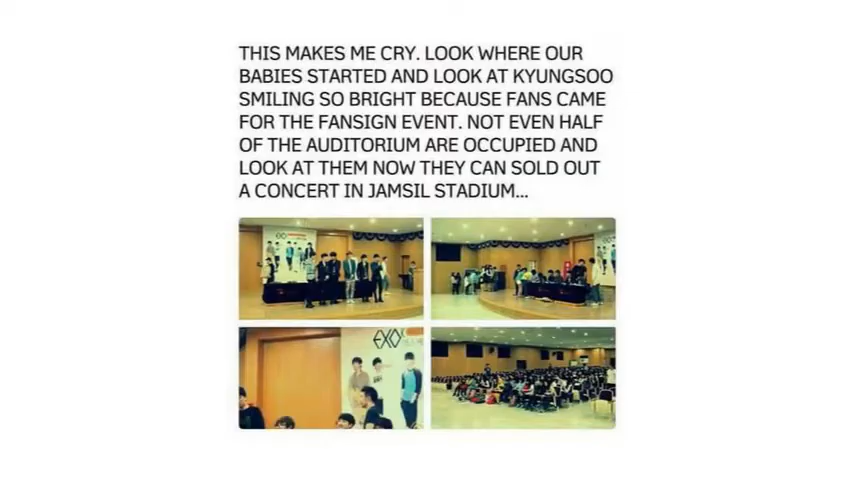 THIS MAKES ME CRY. LOOK WHERE OUR
BABIES STARTED AND LOOK AT KYUNGSOO
SMILING SO BRIGHT BECAUSE FANS CAME
FOR THE FANSIGN EVENT. NOT EVEN HALF
OF THE AUDITORIUM ARE OCCUPIED AND
LOOK AT THEM NOW THEY CAN SOLD OUT
A CONCERT IN JAMSIL STADIUM...
EXO
EXO